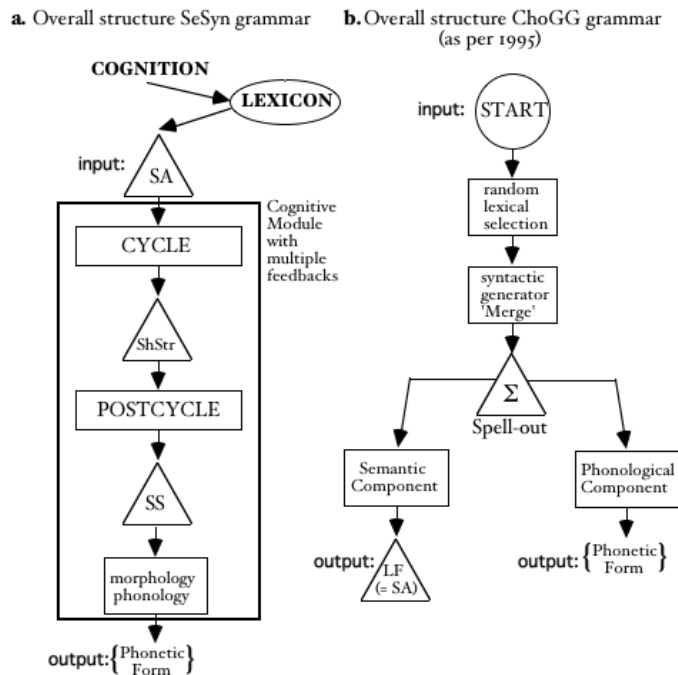 a. Overall structure SeSyn grammar
COGNITION
LEXICON
input:
SA
Cognitive
Module
with
multiple
feedbacks
CYCLE
ShStr
POSTCYCLE
SS
morphology
phonology
output: {Phonetic
Form}
b. Overall structure ChoGG grammar
(as per 1995)
input:
START
random
lexical
selection
syntactic
generator
'Merge'
Σ
Spell-out
Semantic
Component
output:
LF
(= SA)
Phonological
Component
output: {Phonetic
Form}